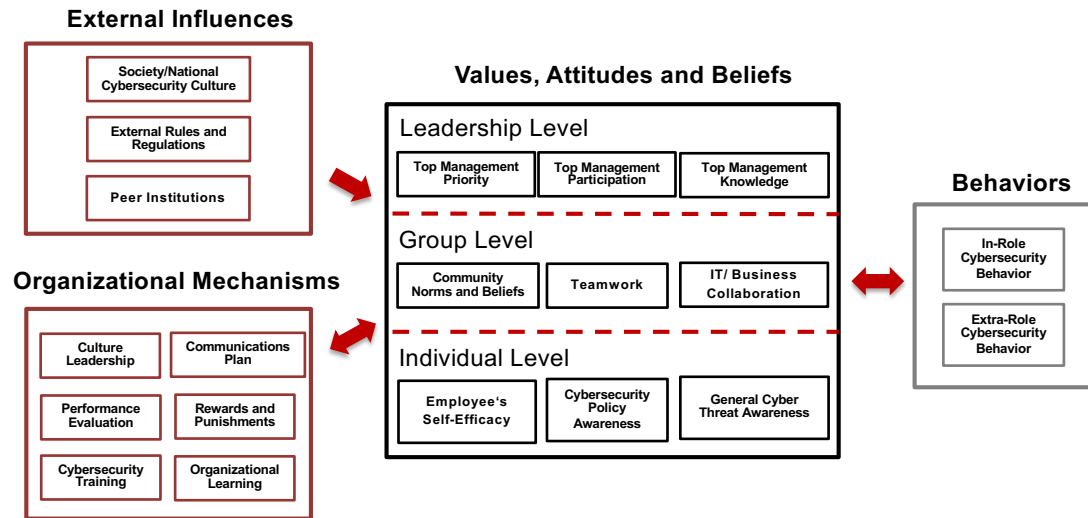 External Influences
Society/National
Cybersecurity Culture
External Rules and
Regulations
Peer Institutions
Organizational Mechanisms
Culture
Leadership
Communications
Plan
Performance
Evaluation
Rewards and
Punishments
Cybersecurity
Training
Organizational
Learning
Values, Attitudes and Beliefs
Leadership Level
Top Management
Priority
Top Management
Participation
Top Management
Knowledge
Group Level
Community
Norms and Beliefs
Teamwork
IT/ Business
Collaboration
Individual Level
Employee‘s
Self-Efficacy
Cybersecurity
Policy
Awareness
General Cyber
Threat Awareness
Behaviors
In-Role
Cybersecurity
Behavior
Extra-Role
Cybersecurity
Behavior